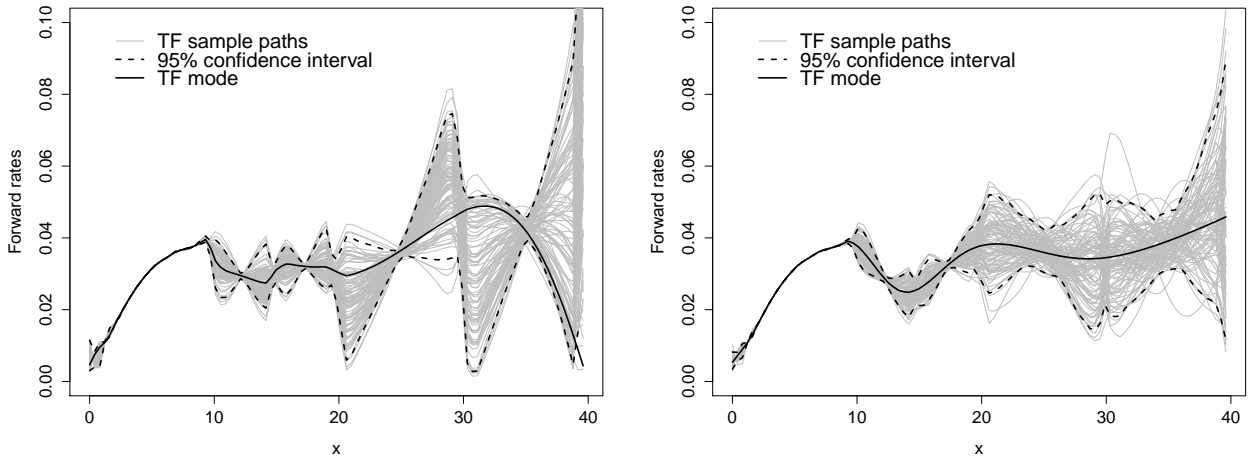 TF sample paths
95% confidence interval
TF mode
Forward rates
0.00
0.02
0.04
0.06
0.08
0.10
0
10
20
30
40
x
TF sample paths
95% confidence interval
TF mode
Forward rates
0.00
0.02
0.04
0.06
0.08
0.10
0
10
20
30
40
x